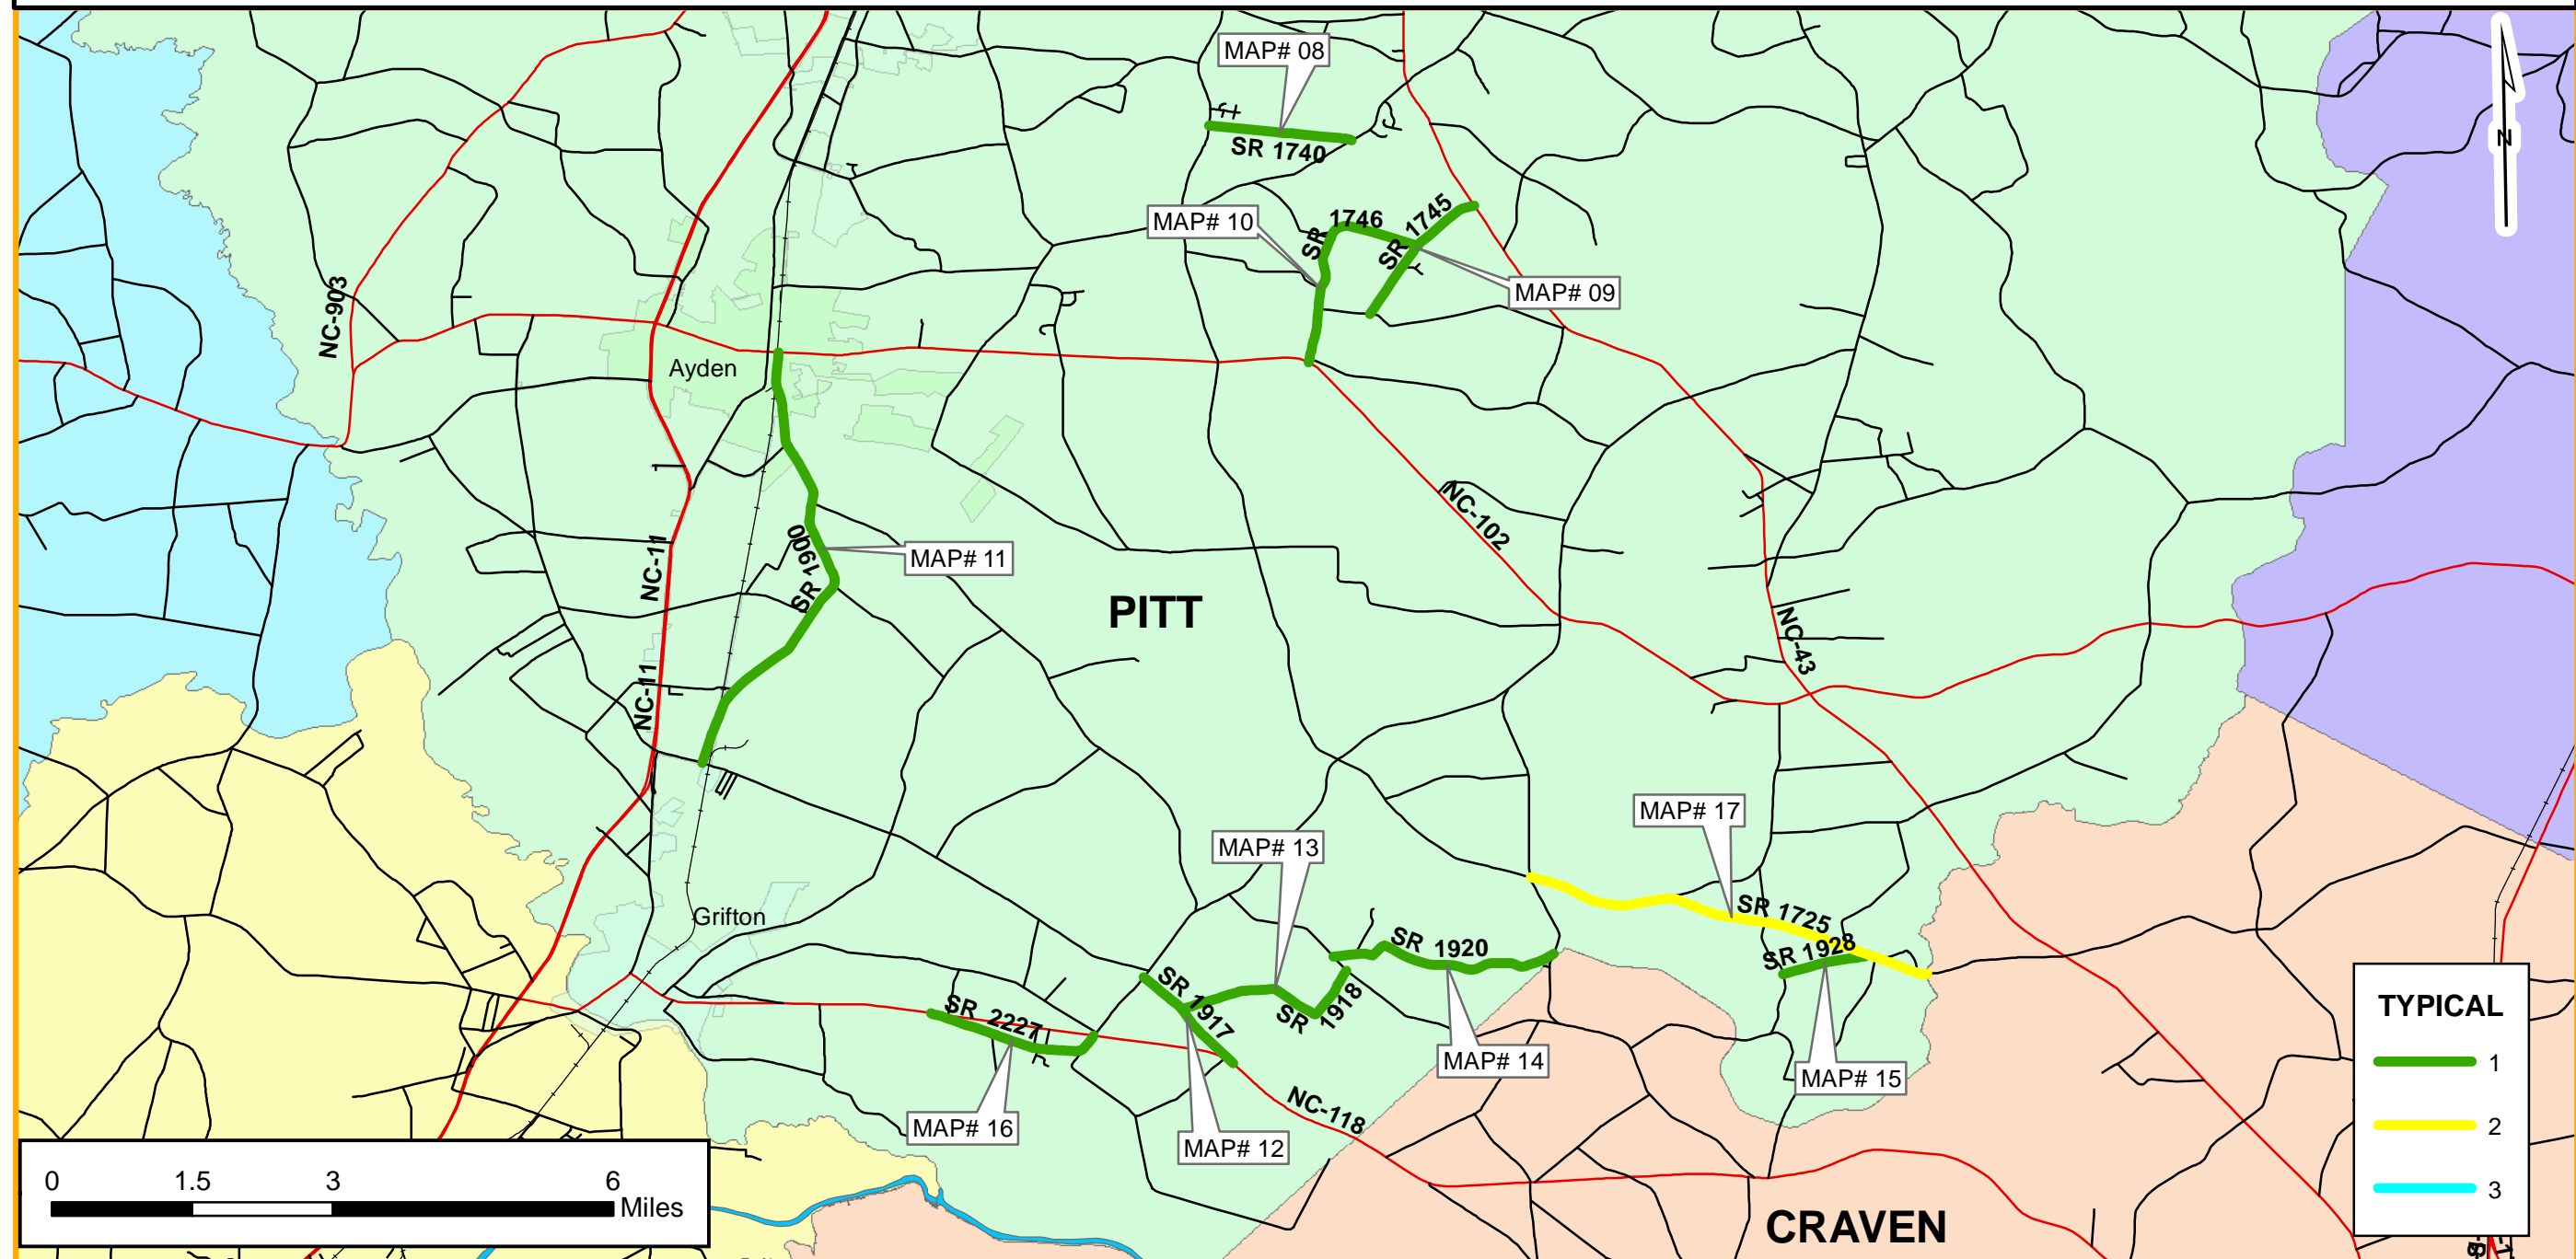 MAP# 08
SR 1740
N
MAP# 10
SR 1746
SR 1745
MAP# 09
NC-903
Ayden
NC-102
SR 1900
MAP# 11
NC-11
PITT
NC-43
NC-11
MAP# 17
MAP# 13
SR 1725
Grifton
SR 1920
SR 1928
SR 1917
SR 1918
SR 2227
TYPICAL
1
2
3
MAP# 14
MAP# 15
NC-118
MAP# 16
MAP# 12
0 1.5 3 6
Miles
CRAVEN